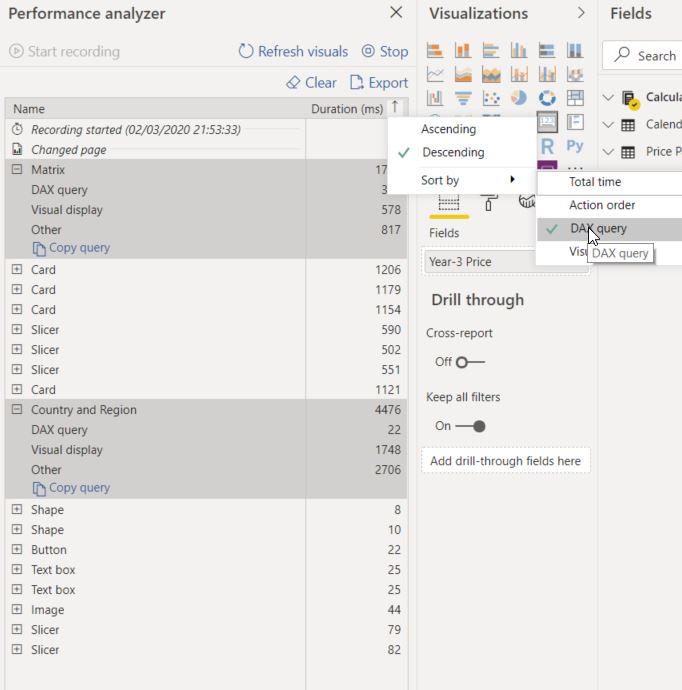 Performance analyzer
Start recording
Refresh visuals
Stop
Clear
Export
Name
Duration (ms)
Recording started (02/03/2020 21:53:33)
Changed page
Matrix
DAX query
Visual display 578
Other 817
Copy query
Card 1206
Card 1179
Card 1154
Slicer 590
Slicer 502
Slicer 551
Card 1121
Country and Region 4476
DAX query 22
Visual display 1748
Other 2706
Copy query
Shape 8
Shape 10
Button 22
Text box 25
Text box 25
Image 44
Slicer 79
Slicer 82
Ascending
Descending
Sort by
Total time
Action order
DAX query
DAX query
Visualizations
R
Py
123
Fields
Year-3 Price
Drill through
Cross-report
Off
Keep all filters
On
Add drill-through fields here
Fields
Search
Calend
Price P